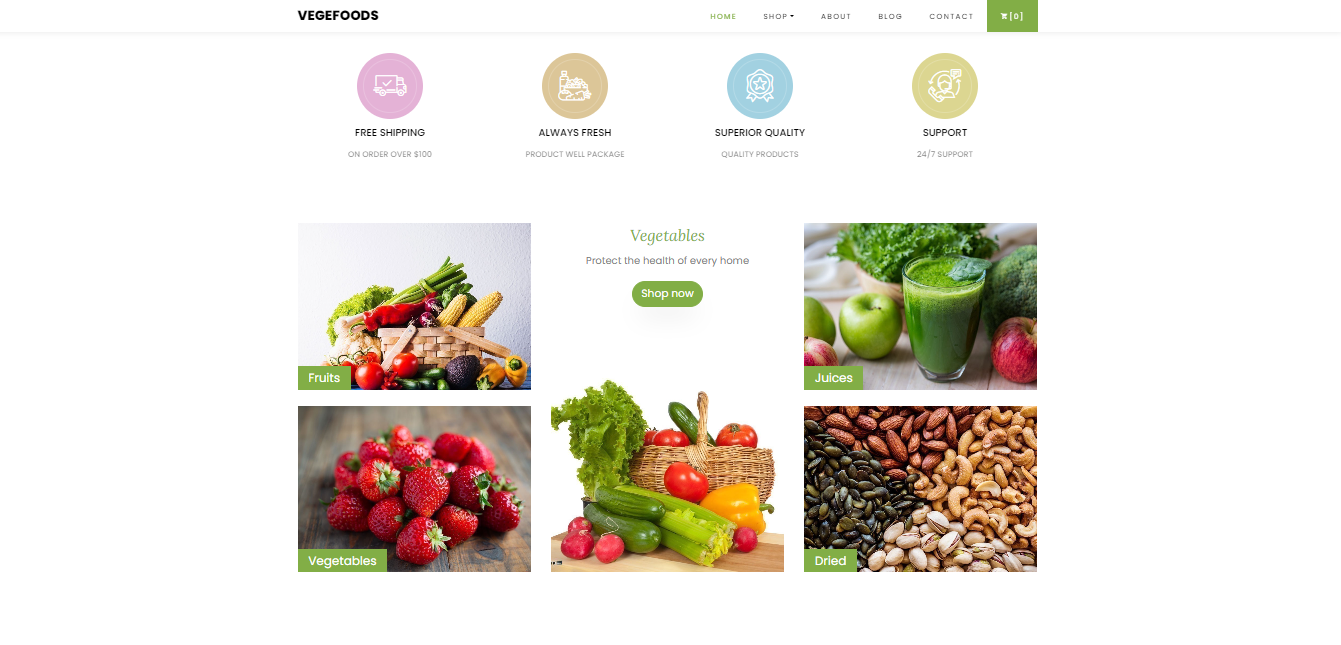 VEGEFOODS
HOME SHOP ABOUT BLOG CONTACT [0]
FREE SHIPPING
ON ORDER OVER $100
ALWAYS FRESH
PRODUCT WELL PACKAGE
SUPERIOR QUALITY
QUALITY PRODUCTS
SUPPORT
24/7 SUPPORT
Fruits
Vegetables
Vegetables
Protect the health of every home
Shop now
Juices
Dried